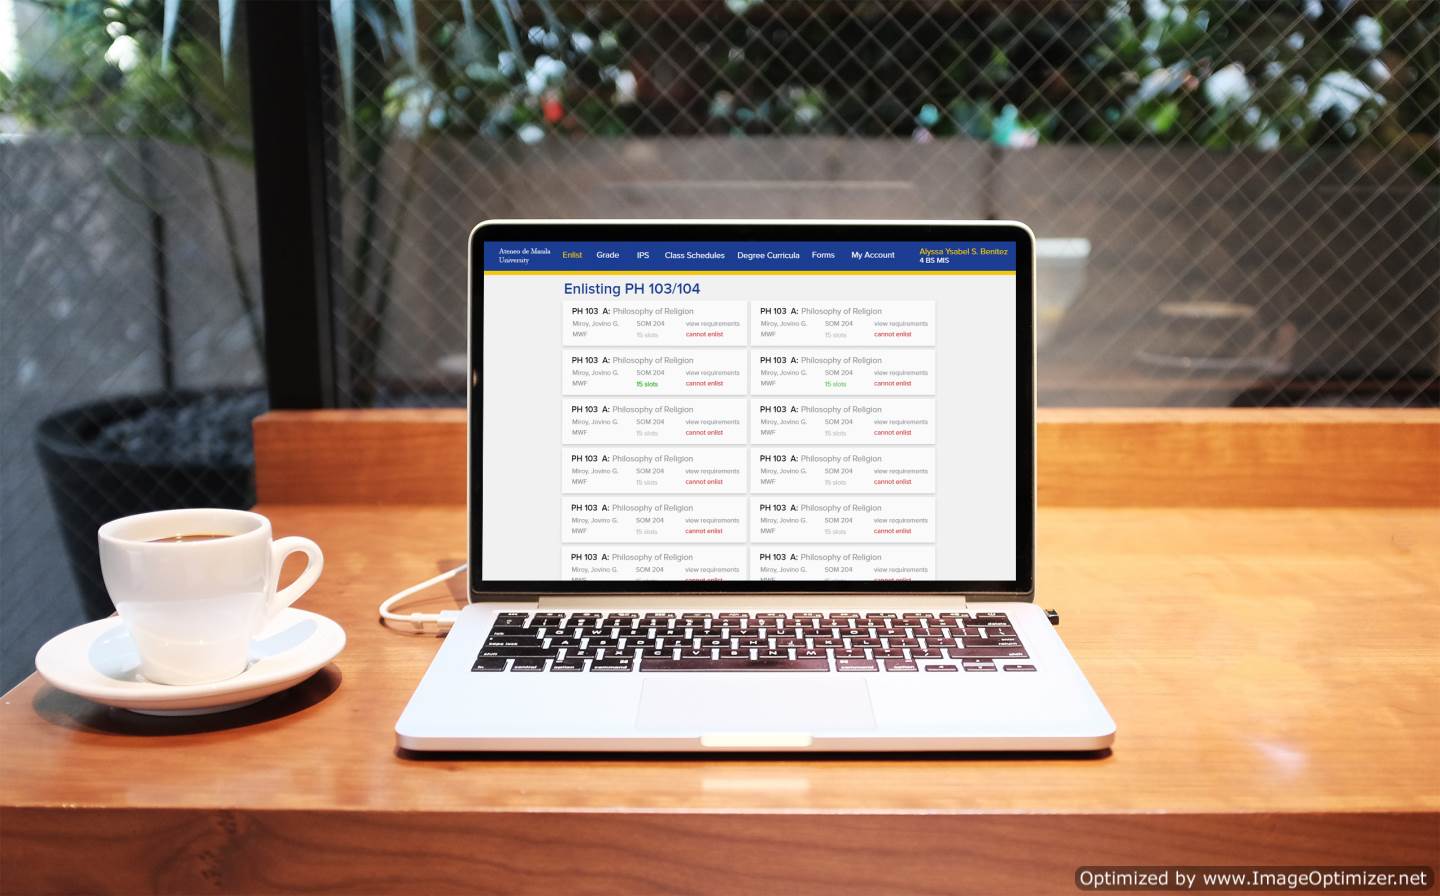 Ateneo de Manila
University
Enlist Grade IPS Class Schedules Degree Curricula Forms My Account
Alyssa Ysabel S. Benitez
4 BS MIS
Enlisting PH 103/104
PH 103 A: Philosophy of Religion
Miroy, Jovino G. SOM 204 view requirements
MWF 15 slots cannot enlist
PH 103 A: Philosophy of Religion
Miroy, Jovino G. SOM 204 view requirements
MWF 15 slots cannot enlist
PH 103 A: Philosophy of Religion
Miroy, Jovino G. SOM 204 view requirements
MWF 15 slots cannot enlist
PH 103 A: Philosophy of Religion
Miroy, Jovino G. SOM 204 view requirements
MWF 15 slots cannot enlist
PH 103 A: Philosophy of Religion
Miroy, Jovino G. SOM 204 view requirements
MWF 15 slots cannot enlist
PH 103 A: Philosophy of Religion
Miroy, Jovino G. SOM 204 view requirements
MWF 15 slots cannot enlist
PH 103 A: Philosophy of Religion
Miroy, Jovino G. SOM 204 view requirements
MWF 15 slots cannot enlist
PH 103 A: Philosophy of Religion
Miroy, Jovino G. SOM 204 view requirements
MWF 15 slots cannot enlist
PH 103 A: Philosophy of Religion
Miroy, Jovino G. SOM 204 view requirements
MWF 15 slots cannot enlist
PH 103 A: Philosophy of Religion
Miroy, Jovino G. SOM 204 view requirements
MWF 15 slots cannot enlist
PH 103 A: Philosophy of Religion
Miroy, Jovino G. SOM 204 view requirements
MWF 15 slots cannot enlist
PH 103 A: Philosophy of Religion
Miroy, Jovino G. SOM 204 view requirements
MWF 15 slots cannot enlist
Optimized by www.ImageOptimizer.net